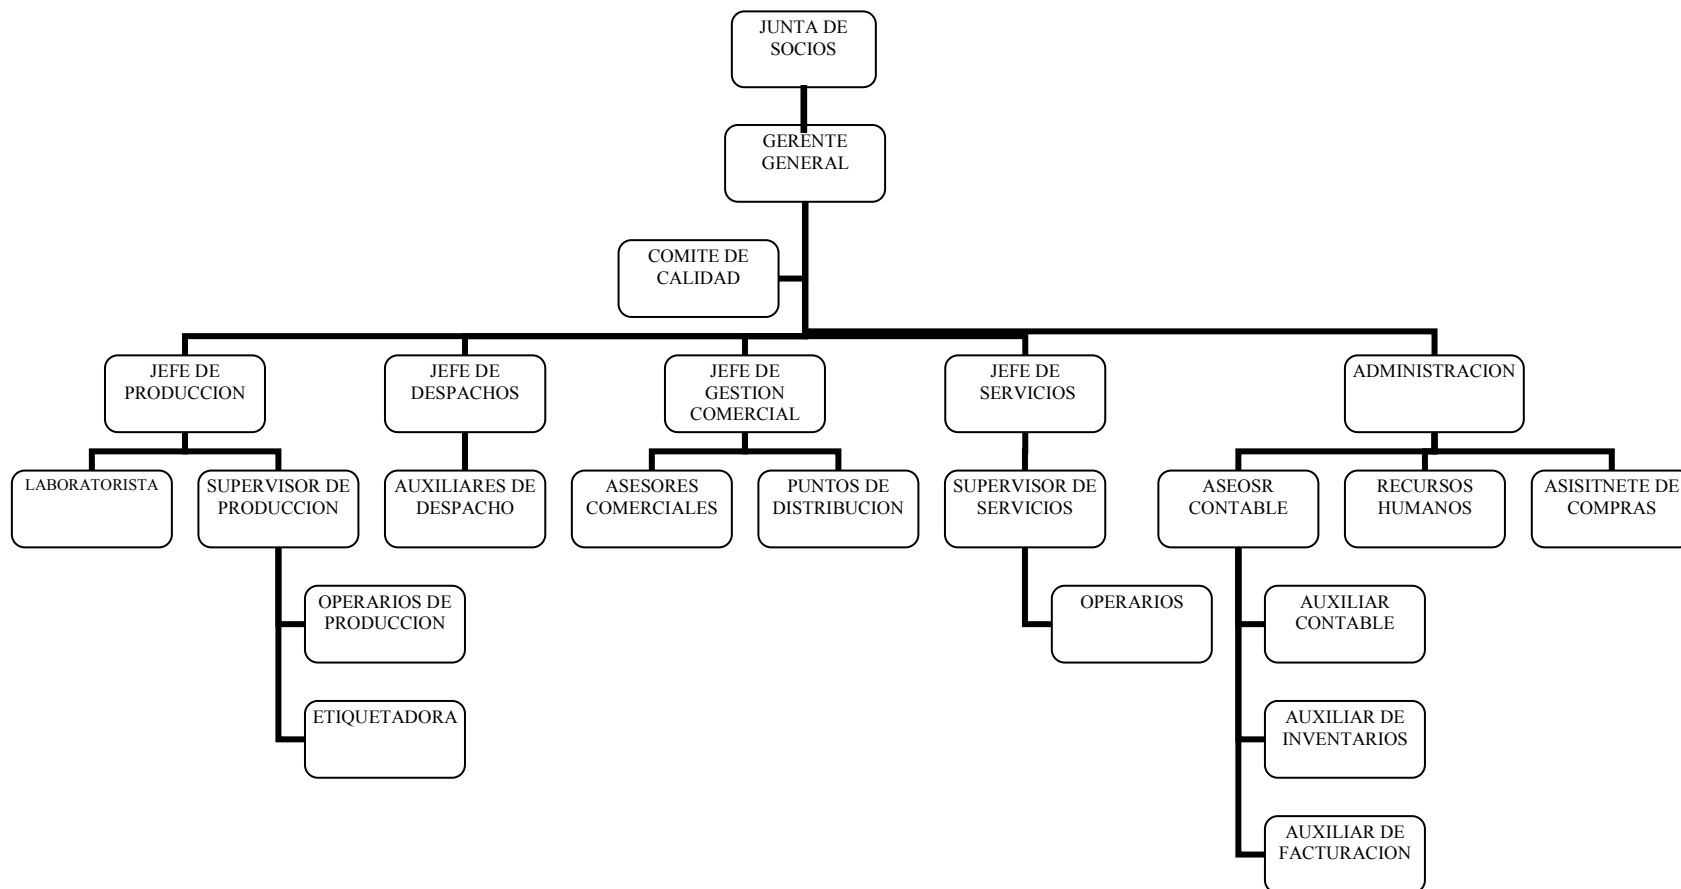 JUNTA DE
SOCIOS
GERENTE
GENERAL
COMITE DE
CALIDAD
JEFE DE
PRODUCCION
JEFE DE
DESPACHOS
JEFE DE
GESTION
COMERCIAL
JEFE DE
SERVICIOS
ADMINISTRACION
LABORATORISTA
SUPERVISOR DE
PRODUCCION
AUXILIARES DE
DESPACHO
ASESORES
COMERCIALES
PUNTOS DE
DISTRIBUCION
SUPERVISOR DE
SERVICIOS
ASEOSR
CONTABLE
RECURSOS
HUMANOS
ASISITNETE DE
COMPRAS
OPERARIOS DE
PRODUCCION
OPERARIOS
AUXILIAR
CONTABLE
ETIQUETADORA
AUXILIAR DE
INVENTARIOS
AUXILIAR DE
FACTURACION